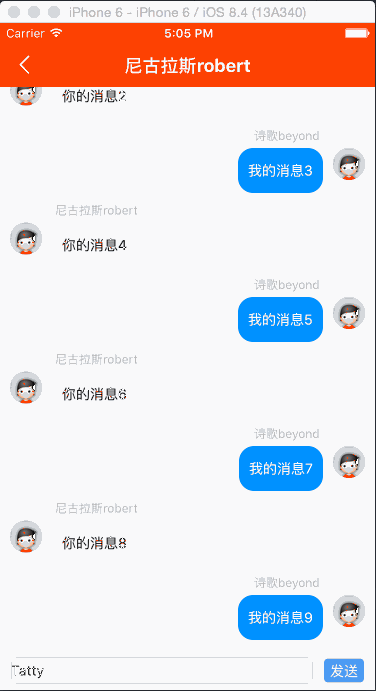 iPhone 6 - iPhone 6 / iOS 8.4 (13A340)
Carrier 5:05 PM
尼古拉斯robert
你的消息2
诗歌beyond
我的消息3
尼古拉斯robert
你的消息4
诗歌beyond
我的消息5
尼古拉斯robert
你的消息6
诗歌beyond
我的消息7
尼古拉斯robert
你的消息8
诗歌beyond
我的消息9
Tatty 发送